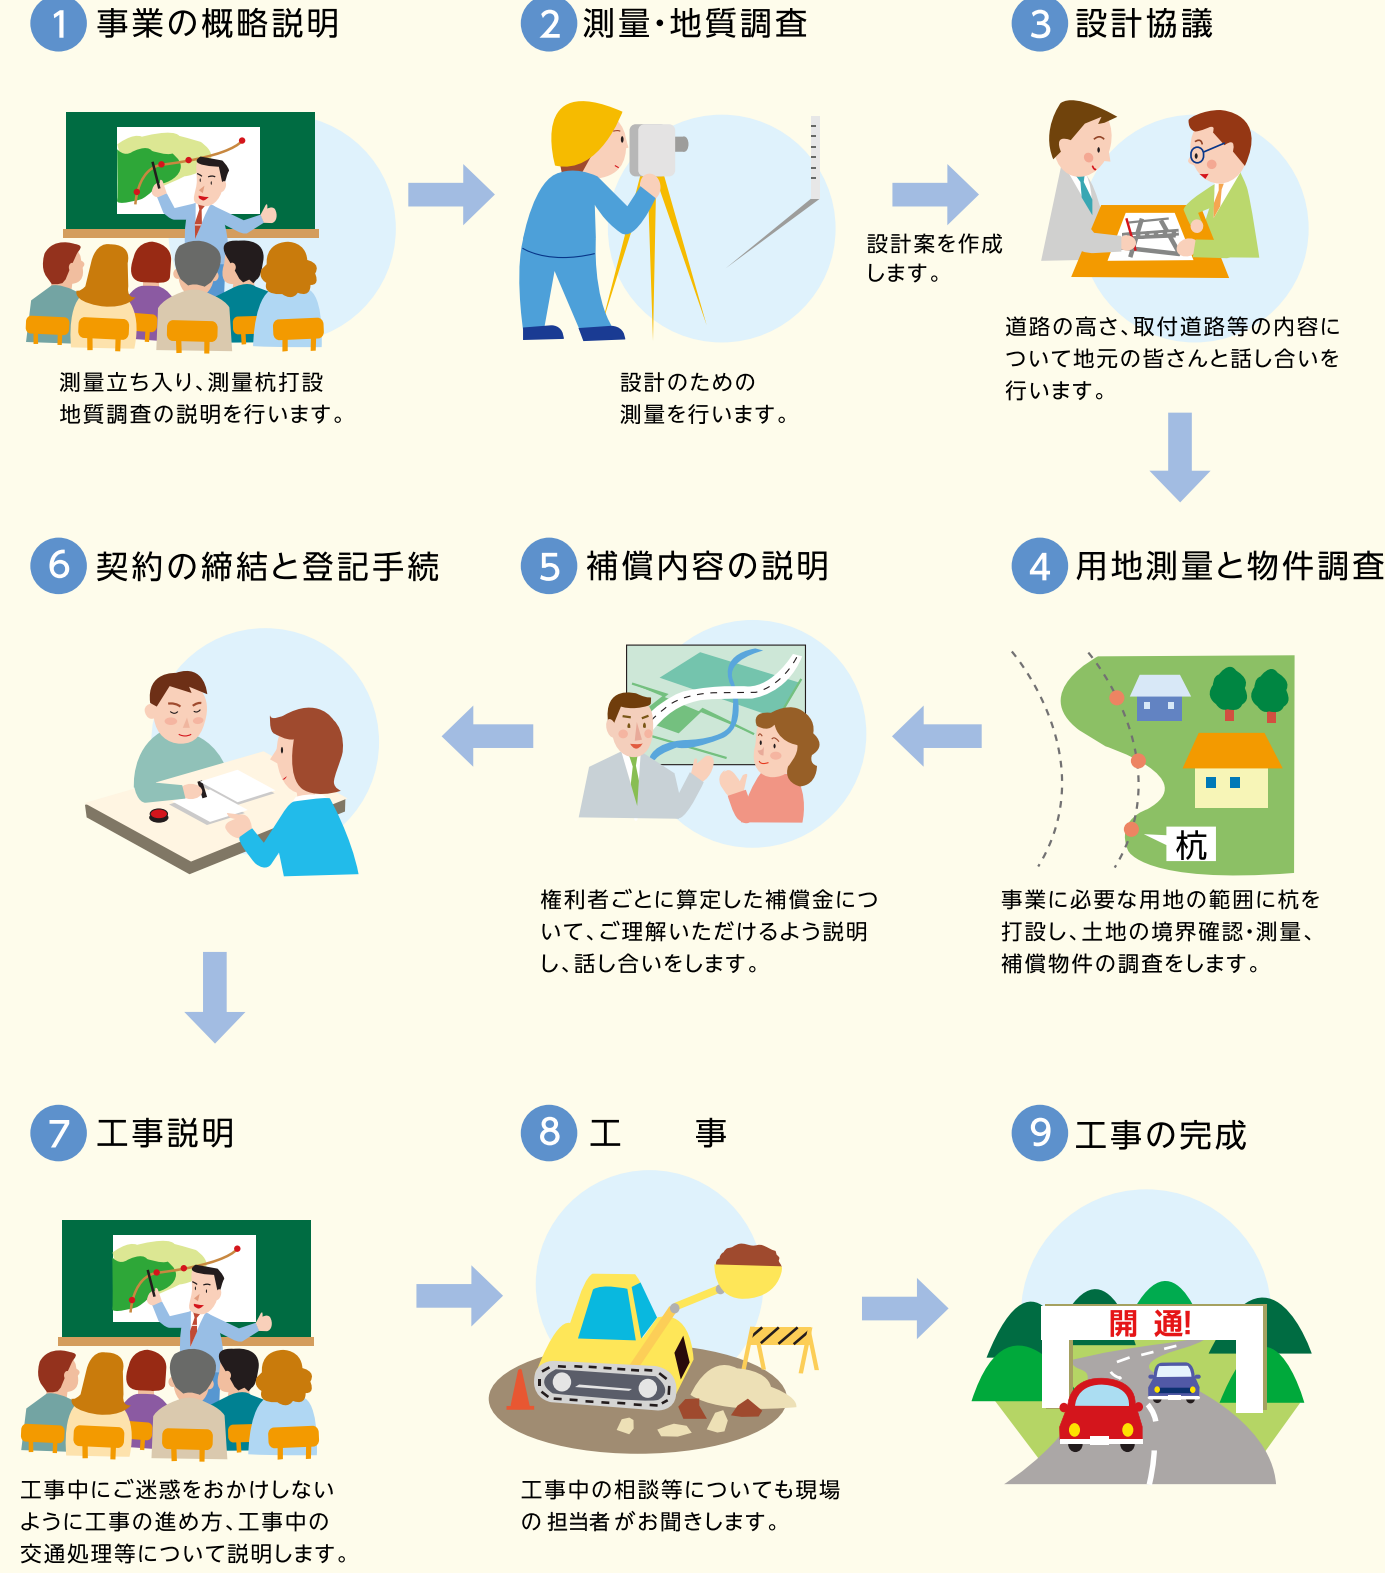 1 事業の概略説明
測量立ち入り、測量杭打設
地質調査の説明を行います。
2 測量・地質調査
設計のための
測量を行います。
設計案を作成
します。
3 設計協議
道路の高さ、取付道路等の内容に
ついて地元の皆さんと話し合いを
行います。
4 用地測量と物件調査
杭
事業に必要な用地の範囲に杭を
打設し、土地の境界確認・測量、
補償物件の調査をします。
5 補償内容の説明
権利者ごとに算定した補償金につ
いて、ご理解いただけるよう説明
し、話し合いをします。
6 契約の締結と登記手続
7 工事説明
工事中にご迷惑をおかけしない
ように工事の進め方、工事中の
交通処理等について説明します。
8 工 事
工事中の相談等についても現場
の 担当者 がお聞きします。
9 工事の完成
開 通!